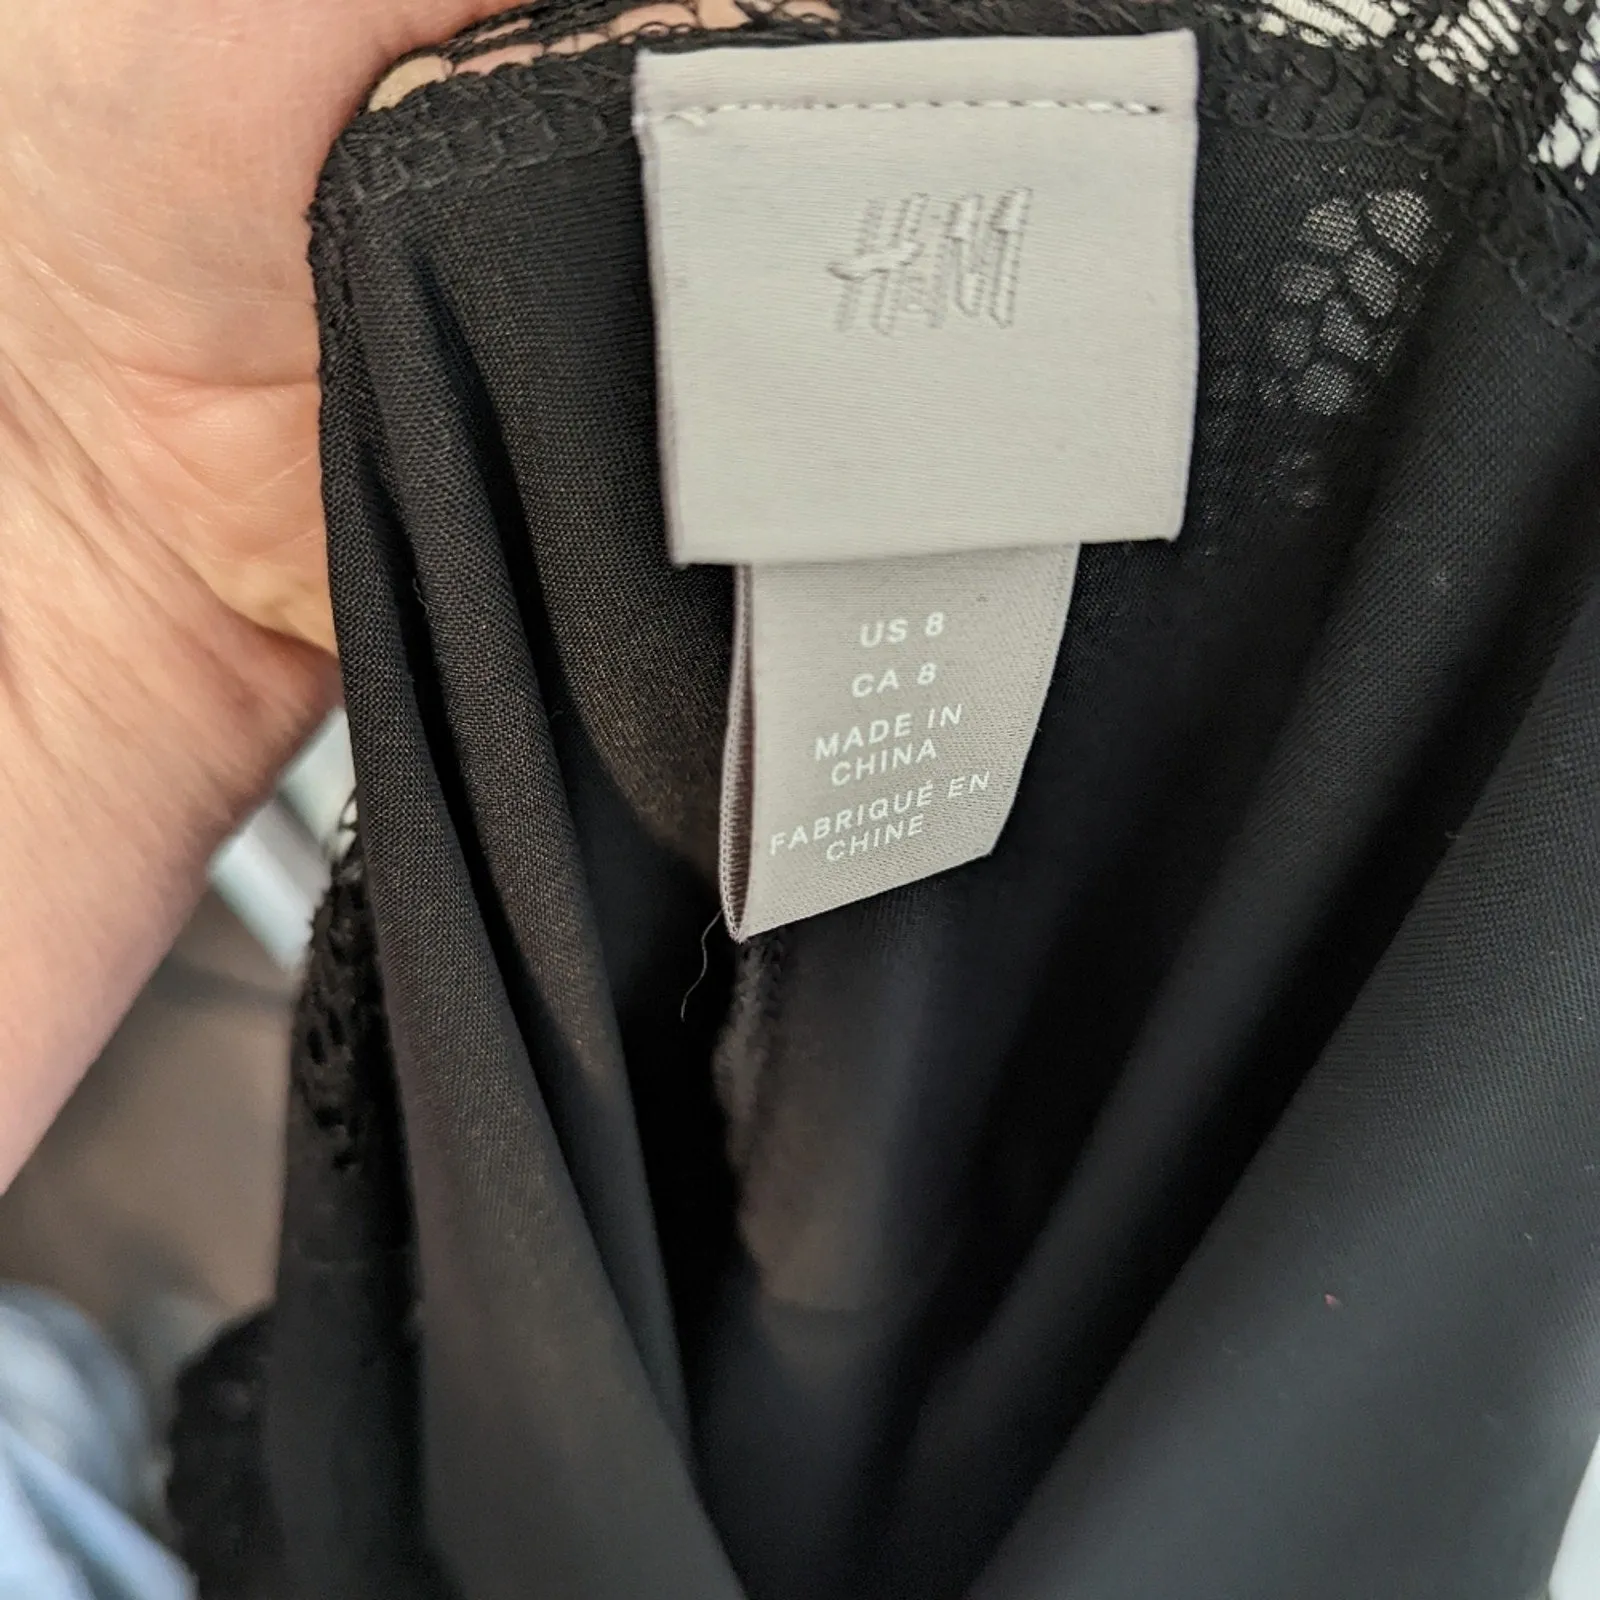 H&M
US 8
CA 8
MADE IN
CHINA
FABRIQUÉ EN
CHINE